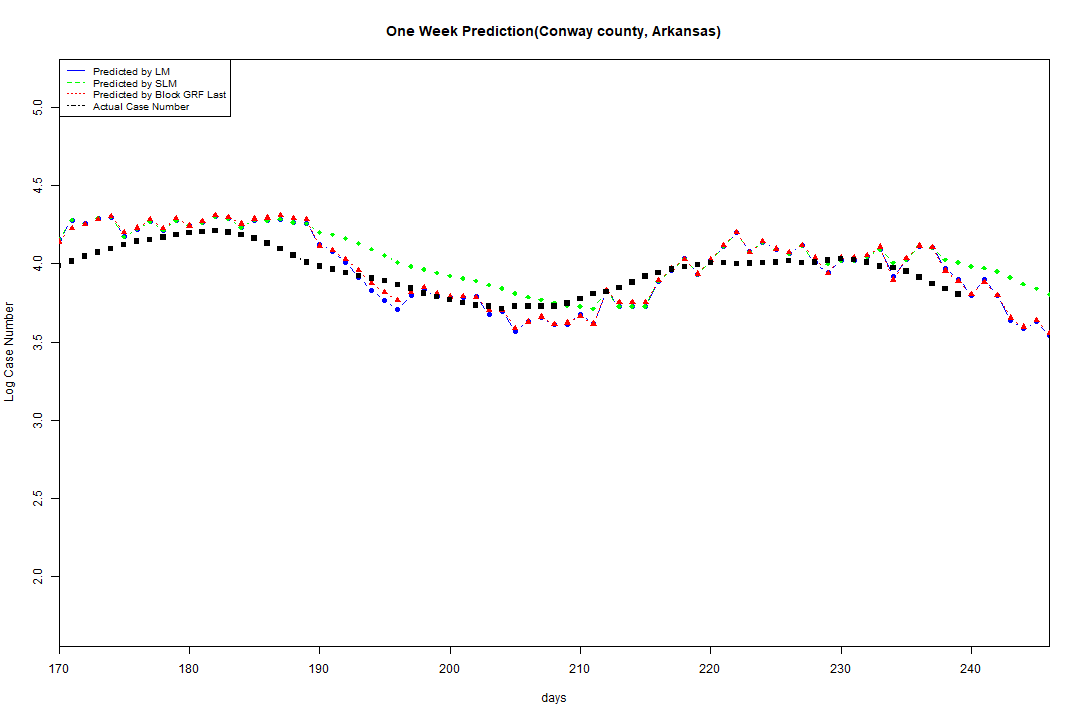 One Week Prediction(Conway county, Arkansas)
Predicted by LM
Predicted by SLM
Predicted by Block GRF Last
Actual Case Number
5.0
4.5
4.0
3.5
3.0
2.5
2.0
Log Case Number
170 180 190 200 210 220 230 240
days